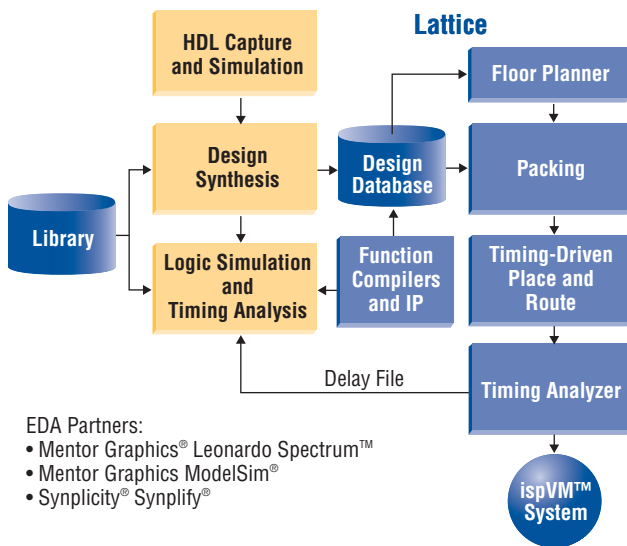 Lattice
HDL Capture
and Simulation
Floor Planner
Design
Synthesis
Design
Database
Packing
Library
Logic Simulation
and
Timing Analysis
Function
Compilers
and IP
Timing-Driven
Place and
Route
Delay File
Timing Analyzer
EDA Partners:
• Mentor Graphics® Leonardo Spectrum™
• Mentor Graphics ModelSim®
• Synplicity® Synplify®
ispVM™
System